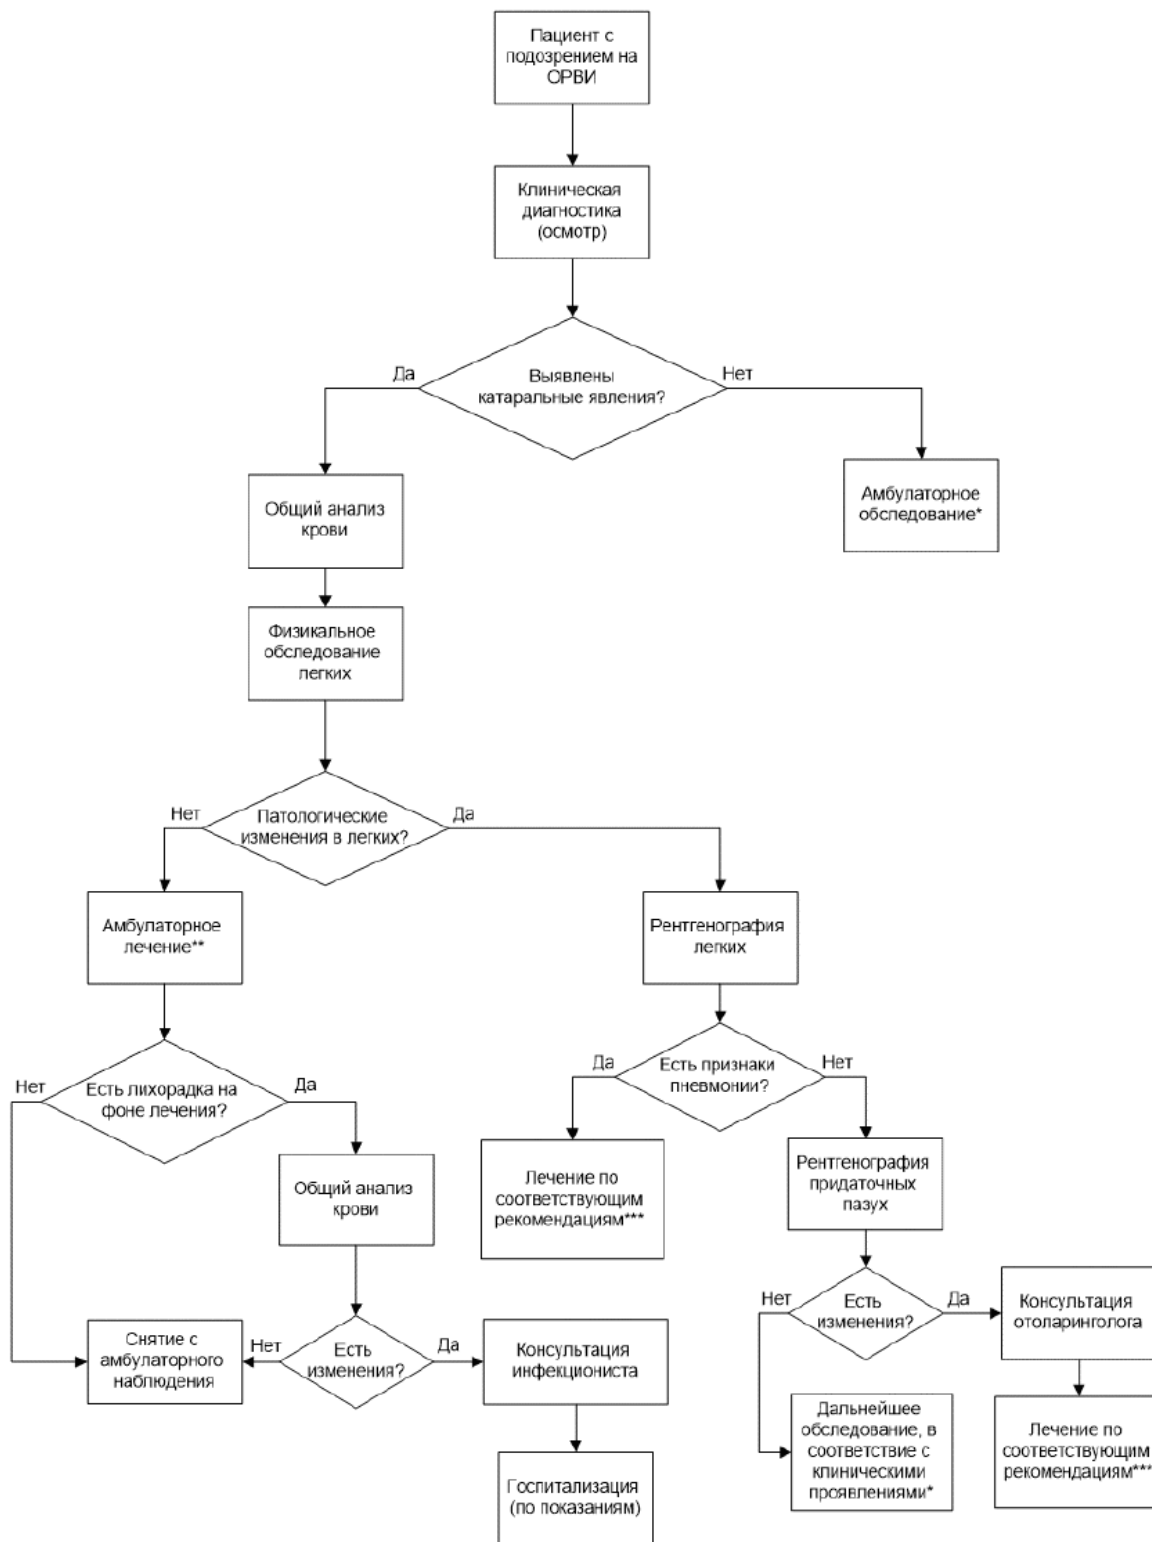 Пациент с
подозрением на
ОРВИ
Клиническая
диагностика
(осмотр)
Да
Выявлены
катаральные явления?
Нет
Общий анализ
крови
Амбулаторное
обследование*
Физикальное
обследование
легких
Нет
Патологические
изменения в легких?
Да
Амбулаторное
лечение**
Рентгенография
легких
Нет
Есть лихорадка на
фоне лечения?
Да
Да
Есть признаки
пневмонии?
Нет
Общий анализ
крови
Лечение по
соответствующим
рекомендациям***
Рентгенография
придаточных
пазух
Снятие с
амбулаторного
наблюдения
Нет
Есть
изменения?
Да
Консультация
инфекциониста
Нет
Есть
изменения?
Да
Консультация
отоларинголога
Госпитализация
(по показаниям)
Дальнейшее
обследование, в
соответствие с
клиническими
проявлениями*
Лечение по
соответствующим
рекомендациям***